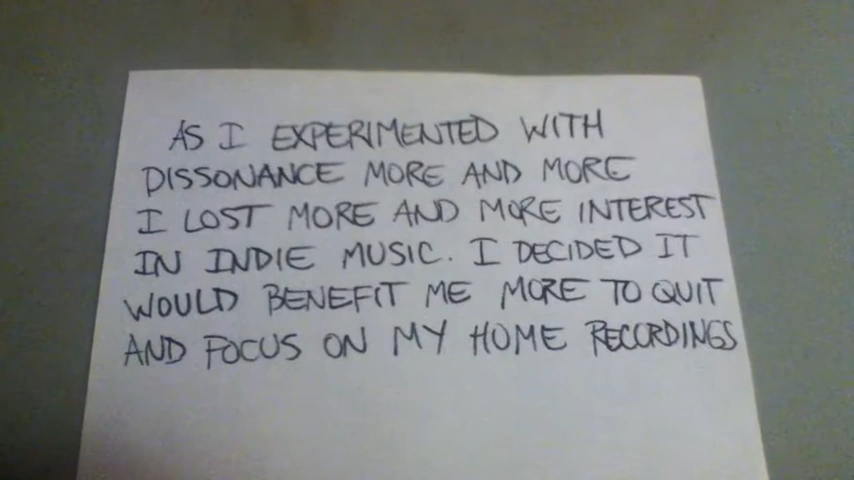 AS I EXPERIMENTED WITH
DISSONANCE MORE AND MORE
I LOST MORE AND MORE INTEREST
IN INDIE MUSIC. I DECIDED IT
WOULD BENEFIT ME MORE TO QUIT
AND FOCUS ON MY HOME RECORDINGS